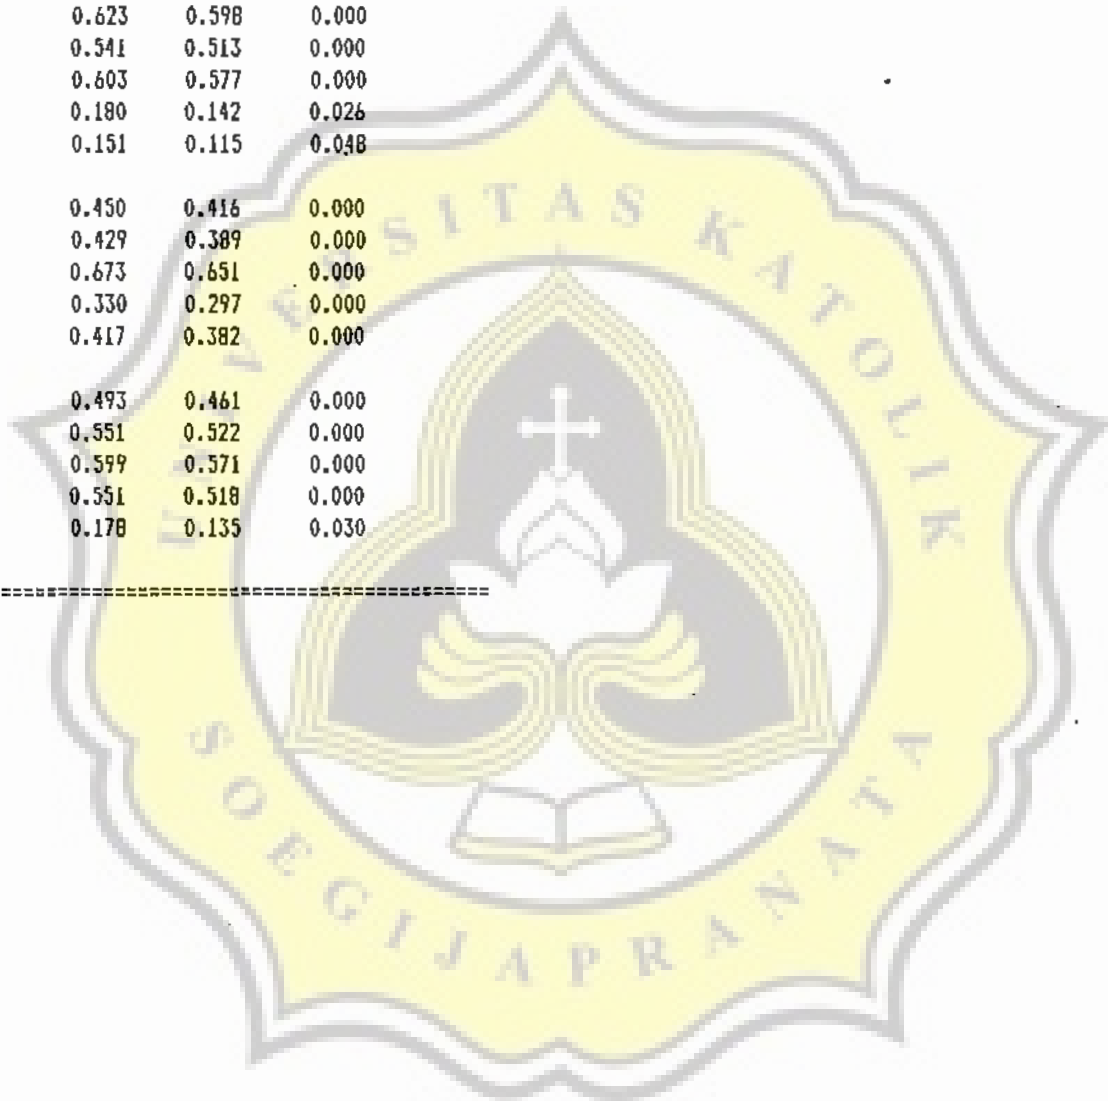 0.623 0.598 0.000
0.541 0.513 0.000
0.603 0.577 0.000
0.180 0.142 0.026
0.151 0.115 0.048
0.450 0.416 0.000
0.429 0.389 0.000
0.673 0.651 0.000
0.330 0.297 0.000
0.417 0.382 0.000
0.493 0.461 0.000
0.551 0.522 0.000
0.599 0.571 0.000
0.551 0.518 0.000
0.178 0.135 0.030
==================================================
UNIVERSITAS KATOLIK
SOEGIJAPRANATA